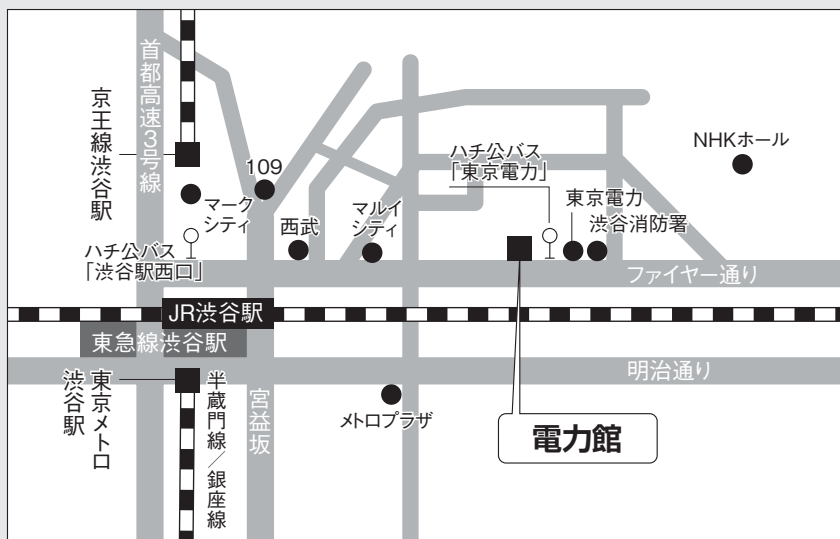 首都高速3号線
京王線渋谷駅
109
マーク
シティ
ハチ公バス
「渋谷駅西口」
西武
マルイ
シティ
ハチ公バス
「東京電力」
東京電力
渋谷消防署
NHKホール
ファイヤー通り
JR渋谷駅
東急線渋谷駅
明治通り
東京メトロ
渋谷駅
半蔵門線／銀座線
宮益坂
メトロプラザ
電力館